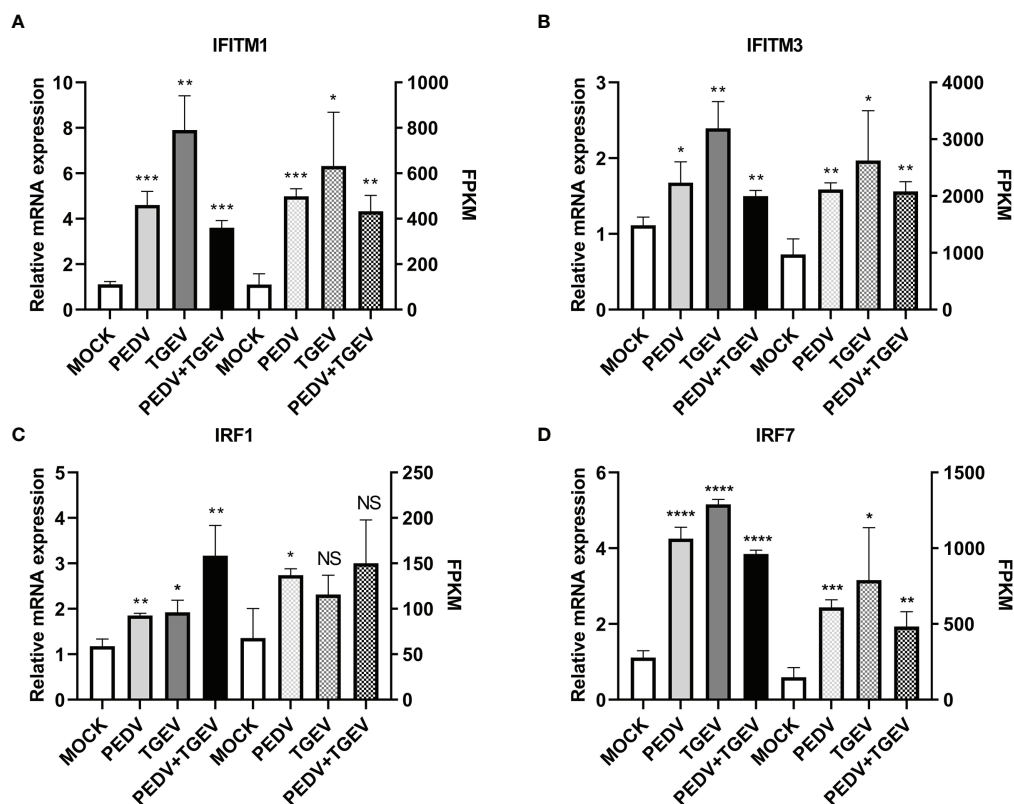 A
IFITM1
Relative mRNA expression
10
8
6
4
2
0
***
**
***
***
*
**
1000
800
600
400
200
0
FPKM
MOCK
PEDV
TGEV
PEDV+TGEV
MOCK
PEDV
TGEV
PEDV+TGEV
B
IFITM3
Relative mRNA expression
3
2
1
0
*
**
**
**
*
**
4000
3000
2000
1000
0
FPKM
MOCK
PEDV
TGEV
PEDV+TGEV
MOCK
PEDV
TGEV
PEDV+TGEV
C
IRF1
Relative mRNA expression
5
4
3
2
1
0
**
*
**
*
NS
NS
250
200
150
100
50
0
FPKM
MOCK
PEDV
TGEV
PEDV+TGEV
MOCK
PEDV
TGEV
PEDV+TGEV
D
IRF7
Relative mRNA expression
6
4
2
0
****
****
****
***
*
**
1500
1000
500
0
FPKM
MOCK
PEDV
TGEV
PEDV+TGEV
MOCK
PEDV
TGEV
PEDV+TGEV